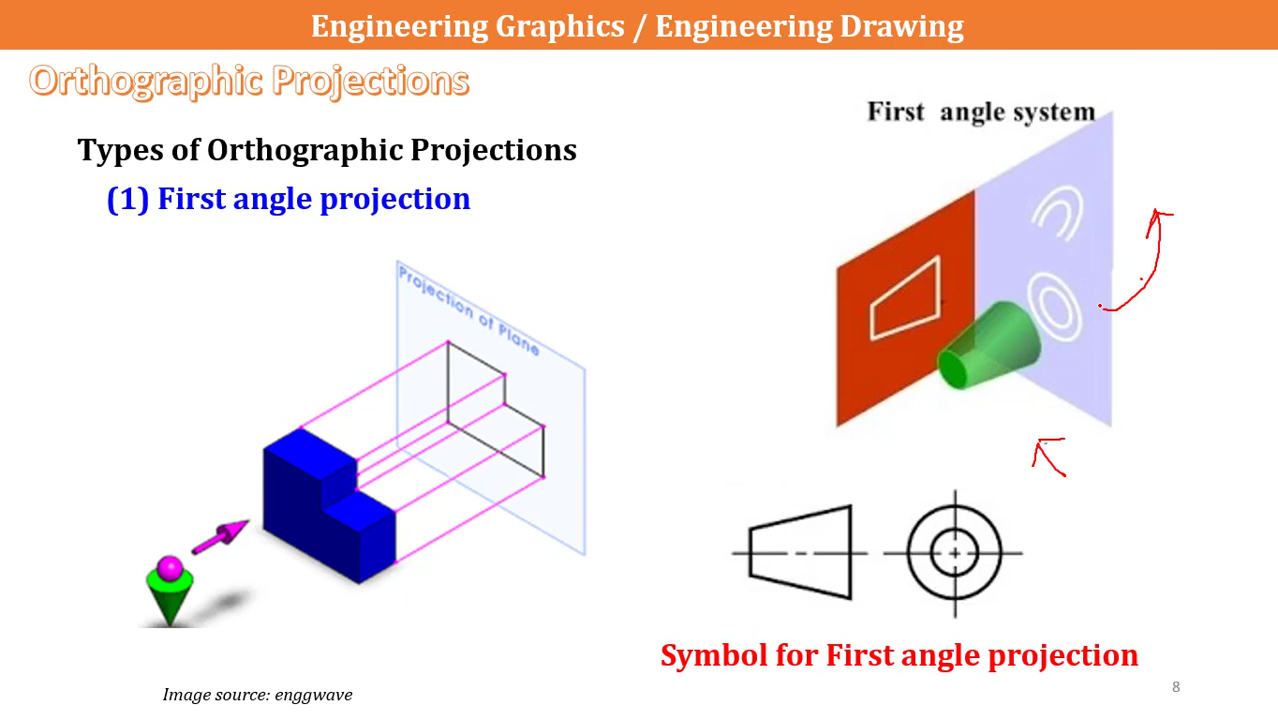 Engineering Graphics / Engineering Drawing
Orthographic Projections
First angle system
Types of Orthographic Projections
(1) First angle projection
Projection of Plane
Symbol for First angle projection
Image source: enggwave
8